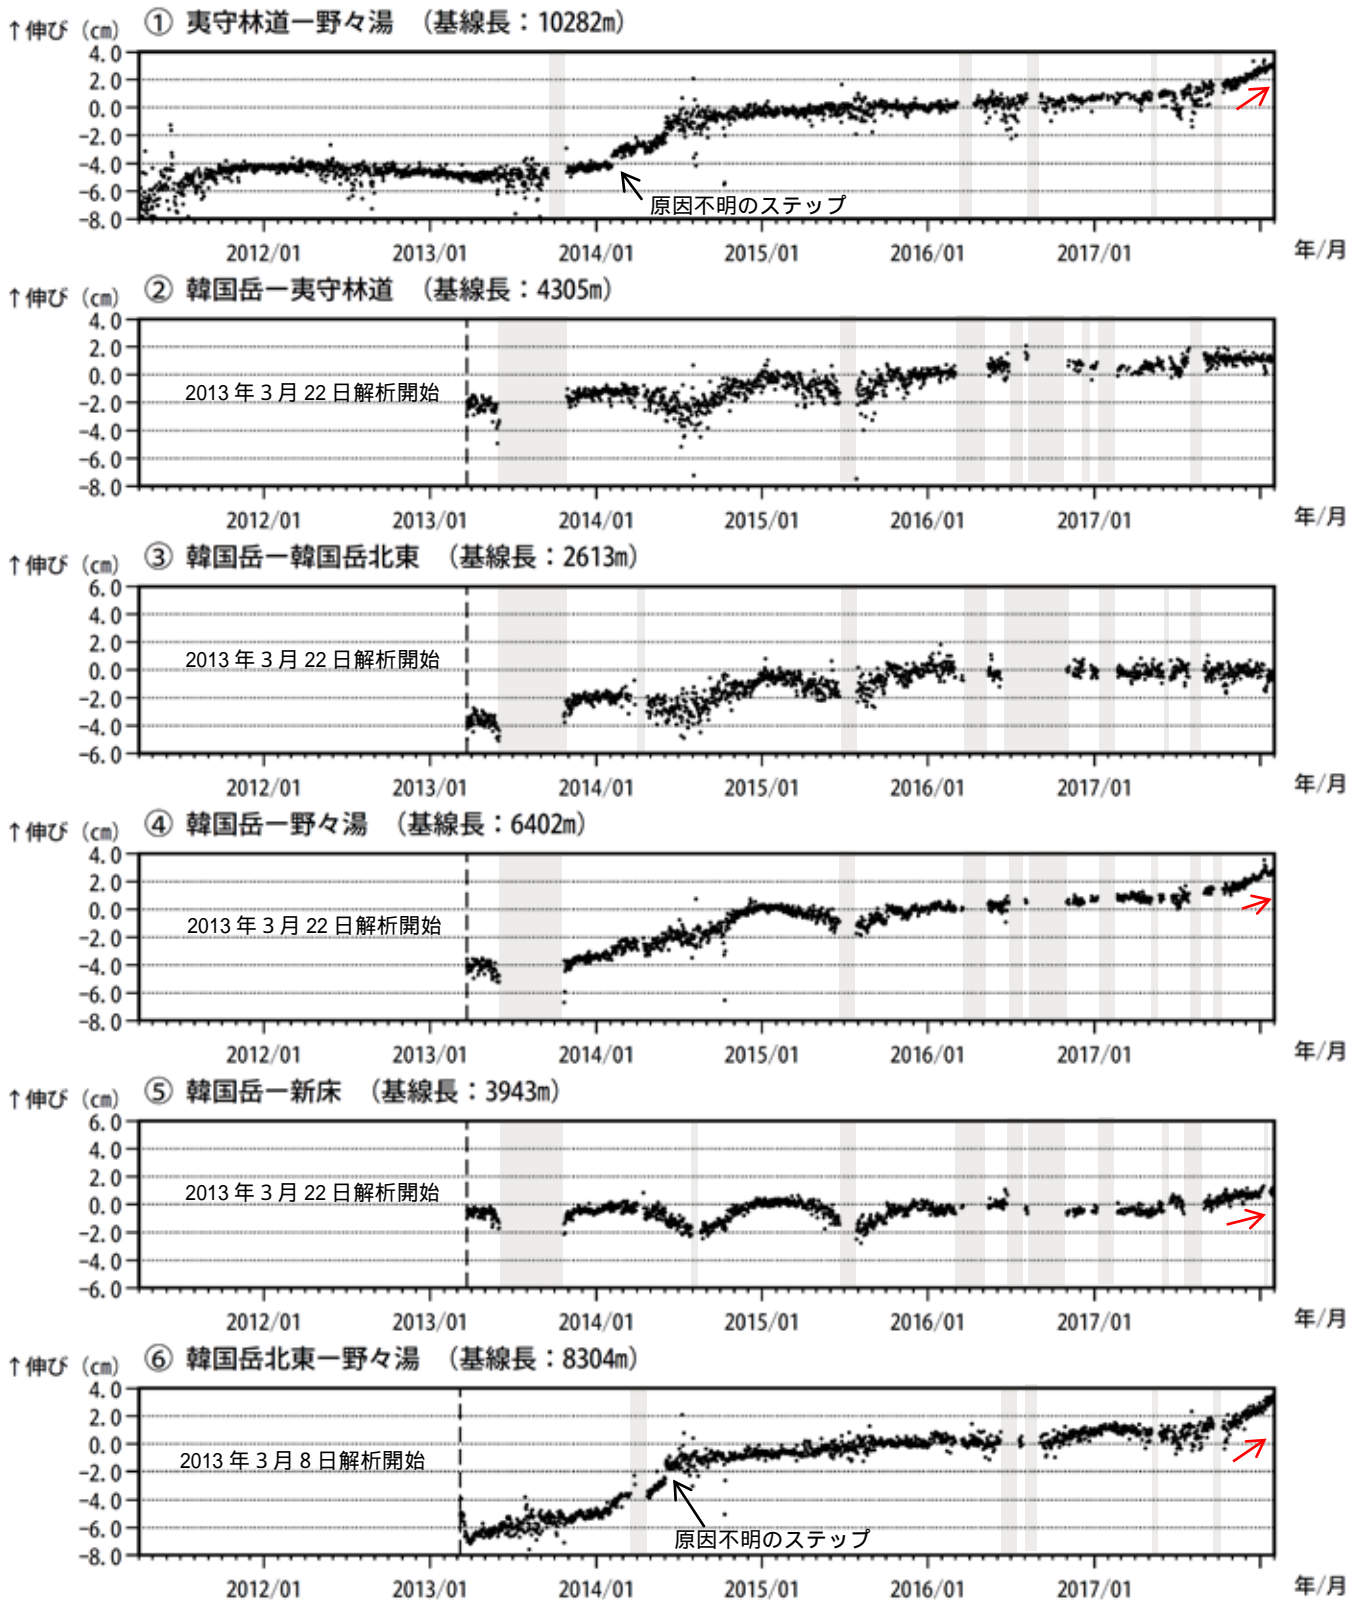 ↑伸び（㎝） ① 夷守林道ー野々湯 （基線長：10282m）
4.0
2.0
0.0
-2.0
-4.0
-6.0
-8.0
原因不明のステップ
2012/01 2013/01 2014/01 2015/01 2016/01 2017/01 年/月
↑伸び（㎝） ② 韓国岳ー夷守林道 （基線長：4305m）
4.0
2.0
0.0
-2.0
-4.0
-6.0
-8.0
2013年3月22日解析開始
2012/01 2013/01 2014/01 2015/01 2016/01 2017/01 年/月
↑伸び（㎝） ③ 韓国岳ー韓国岳北東 （基線長：2613m）
6.0
4.0
2.0
0.0
-2.0
-4.0
-6.0
2013年3月22日解析開始
2012/01 2013/01 2014/01 2015/01 2016/01 2017/01 年/月
↑伸び（㎝） ④ 韓国岳ー野々湯 （基線長：6402m）
4.0
2.0
0.0
-2.0
-4.0
-6.0
-8.0
2013年3月22日解析開始
2012/01 2013/01 2014/01 2015/01 2016/01 2017/01 年/月
↑伸び（㎝） ⑤ 韓国岳ー新床 （基線長：3943m）
6.0
4.0
2.0
0.0
-2.0
-4.0
-6.0
2013年3月22日解析開始
2012/01 2013/01 2014/01 2015/01 2016/01 2017/01 年/月
↑伸び（㎝） ⑥ 韓国岳北東ー野々湯 （基線長：8304m）
4.0
2.0
0.0
-2.0
-4.0
-6.0
-8.0
2013年3月8日解析開始
原因不明のステップ
2012/01 2013/01 2014/01 2015/01 2016/01 2017/01 年/月